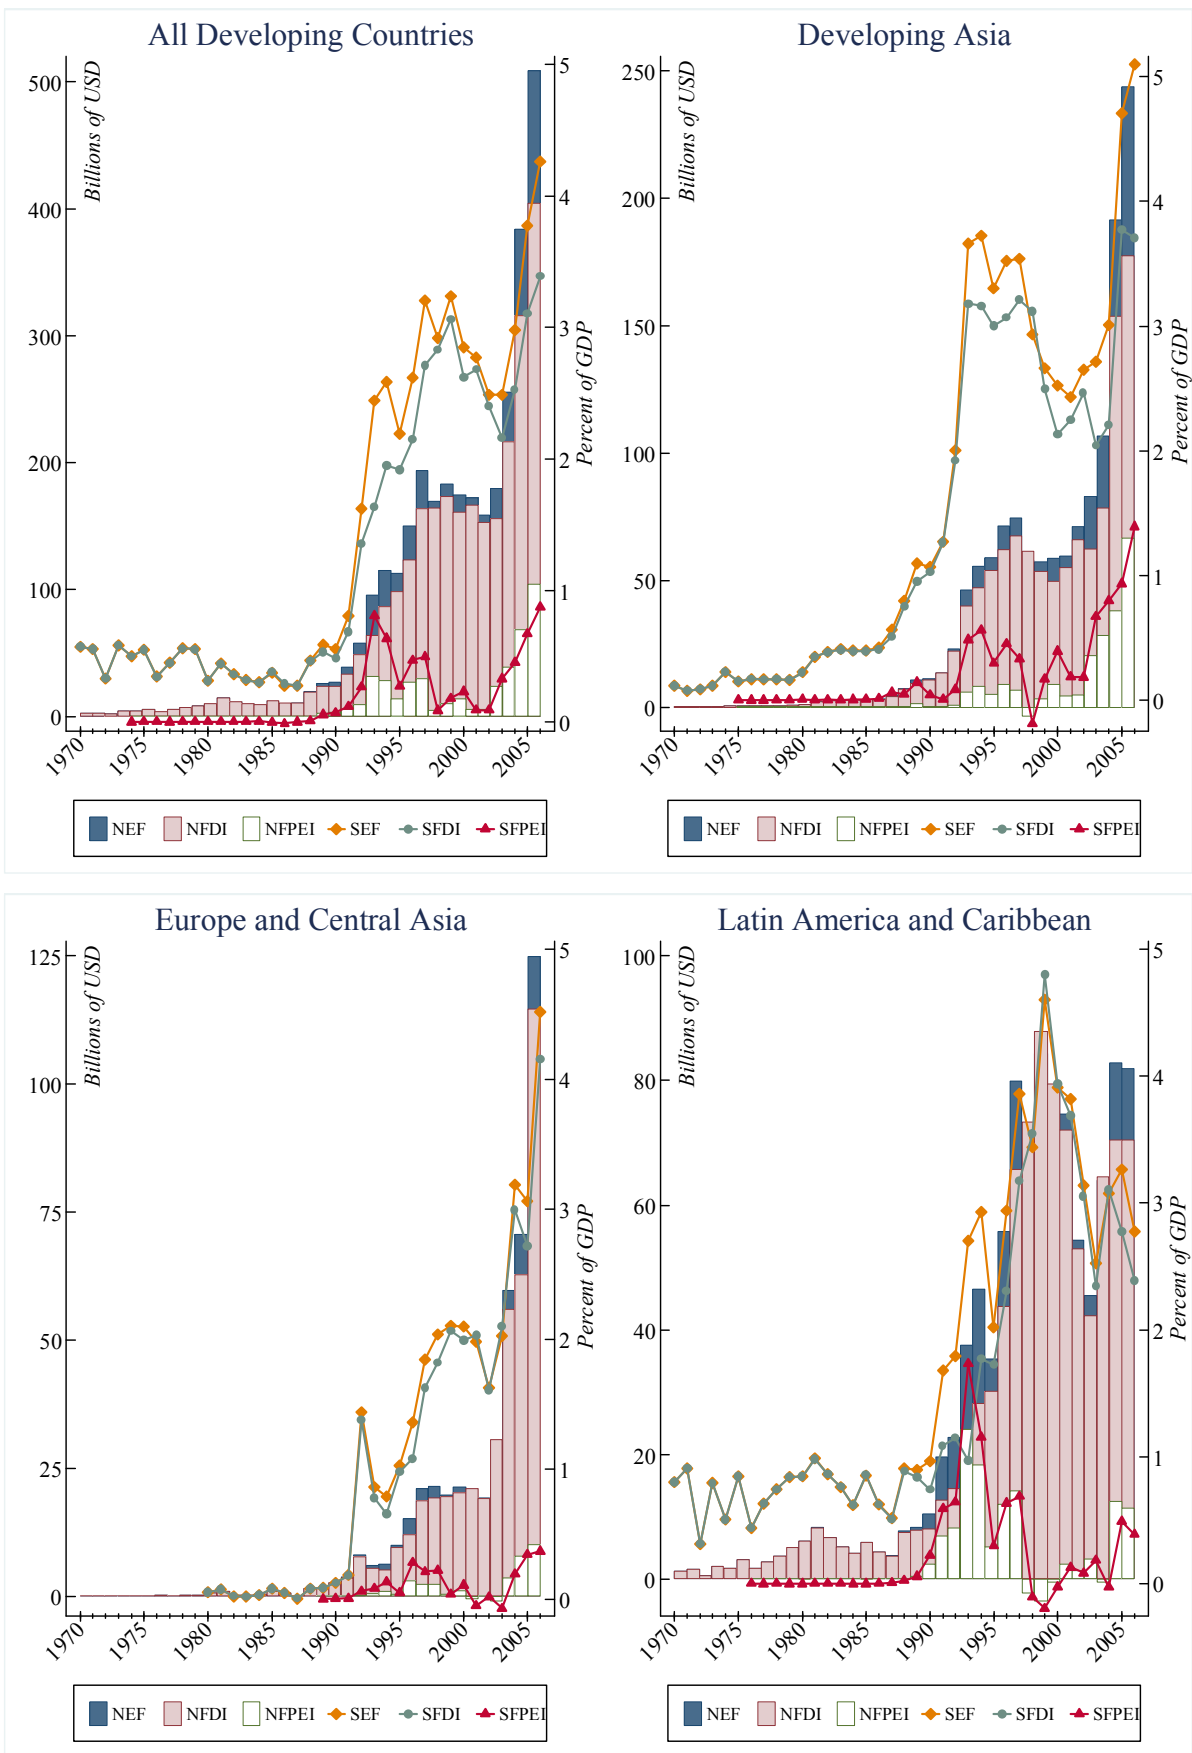 All Developing Countries
Billions of USD
500
400
300
200
100
0
5
4
3
2
1
0
Percent of GDP
1970 1975 1980 1985 1990 1995 2000 2005
NEF NFDI NFPEI SEF SFDI SFPEI
Developing Asia
Billions of USD
250
200
150
100
50
0
5
4
3
2
1
0
Percent of GDP
1970 1975 1980 1985 1990 1995 2000 2005
NEF NFDI NFPEI SEF SFDI SFPEI
Europe and Central Asia
Billions of USD
125
100
75
50
25
0
5
4
3
2
1
0
Percent of GDP
1970 1975 1980 1985 1990 1995 2000 2005
NEF NFDI NFPEI SEF SFDI SFPEI
Latin America and Caribbean
Billions of USD
100
80
60
40
20
0
5
4
3
2
1
0
Percent of GDP
1970 1975 1980 1985 1990 1995 2000 2005
NEF NFDI NFPEI SEF SFDI SFPEI